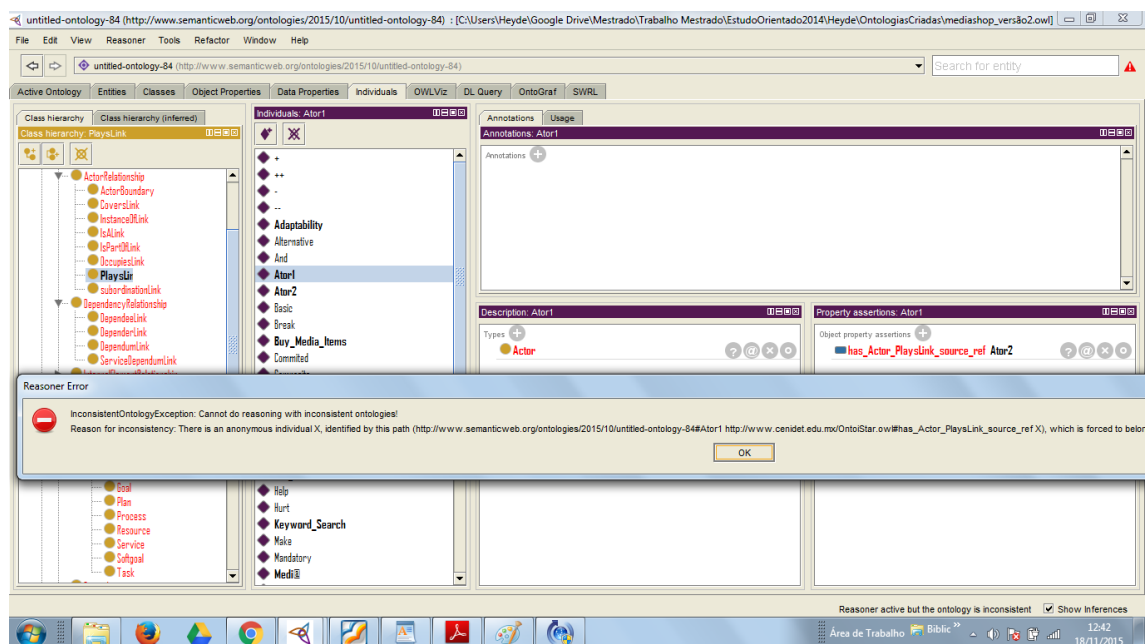 untitled-ontology-84 (http://www.semanticweb.org/ontologies/2015/10/untitled-ontology-84) : [C:\Users\Heyde\Google Drive\Mestrado\Trabalho Mestrado\EstudoOrientado2014\Heyde\OntologiasCriadas\mediashop_versão2.owl]
File Edit View Reasoner Tools Refactor Window Help
untitled-ontology-84 (http://www.semanticweb.org/ontologies/2015/10/untitled-ontology-84)
Search for entity
Active Ontology Entities Classes Object Properties Data Properties Individuals OWLViz DL Query OntoGraf SWRL
Class hierarchy Class hierarchy (inferred)
Class hierarchy: PlaysLink
ActorRelationship
ActorBoundary
CoversLink
InstanceOfLink
IsALink
IsPartOfLink
OccupiesLink
PlaysLin
subordinationLink
DependencyRelationship
DependeeLink
DependerLink
DependumLink
ServiceDependumLink
Goal
Plan
Process
Resource
Service
Softgoal
Task
Individuals: Ator1
+
++
-
--
Adaptability
Alternative
And
Ator1
Ator2
Basic
Break
Buy_Media_Items
Commited
Help
Hurt
Keyword_Search
Make
Mandatory
Annotations Usage
Annotations: Ator1
Annotations
Description: Ator1
Types
Actor
Property assertions: Ator1
Object property assertions
has_Actor_PlaysLink_source_ref Ator2
Reasoner Error
InconsistentOntologyException: Cannot do reasoning with inconsistent ontologies!
Reason for inconsistency: There is an anonymous individual X, identified by this path (http://www.semanticweb.org/ontologies/2015/10/untitled-ontology-84#Ator1 http://www.cenidet.edu.mx/OntoiStar.owl#has_Actor_PlaysLink_source_ref X), which is forced to belon
OK
Reasoner active but the ontology is inconsistent Show Inferences
Área de Trabalho Biblic
12:42
18/11/2015